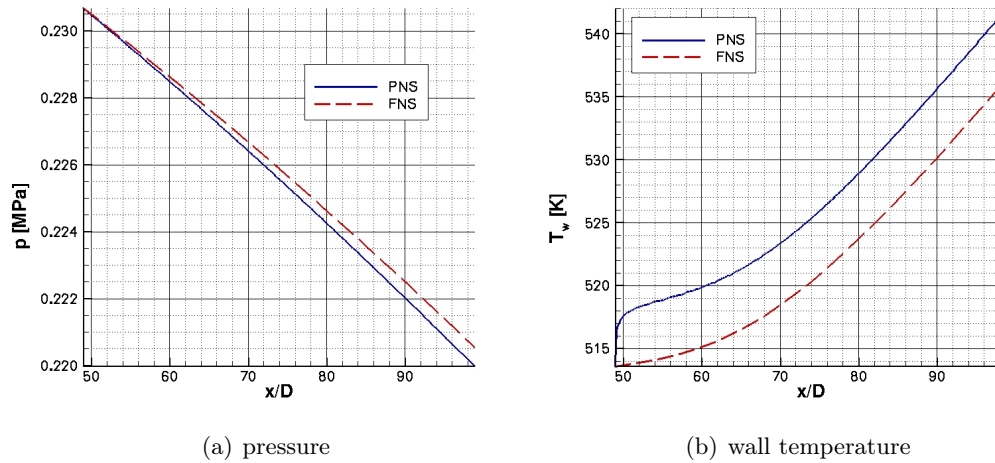 0.230
0.228
0.226
0.224
0.222
0.220
p [MPa]
PNS
FNS
50 60 70 80 90
x/D
(a) pressure
540
535
530
525
520
515
T_w [K]
PNS
FNS
50 60 70 80 90
x/D
(b) wall temperature